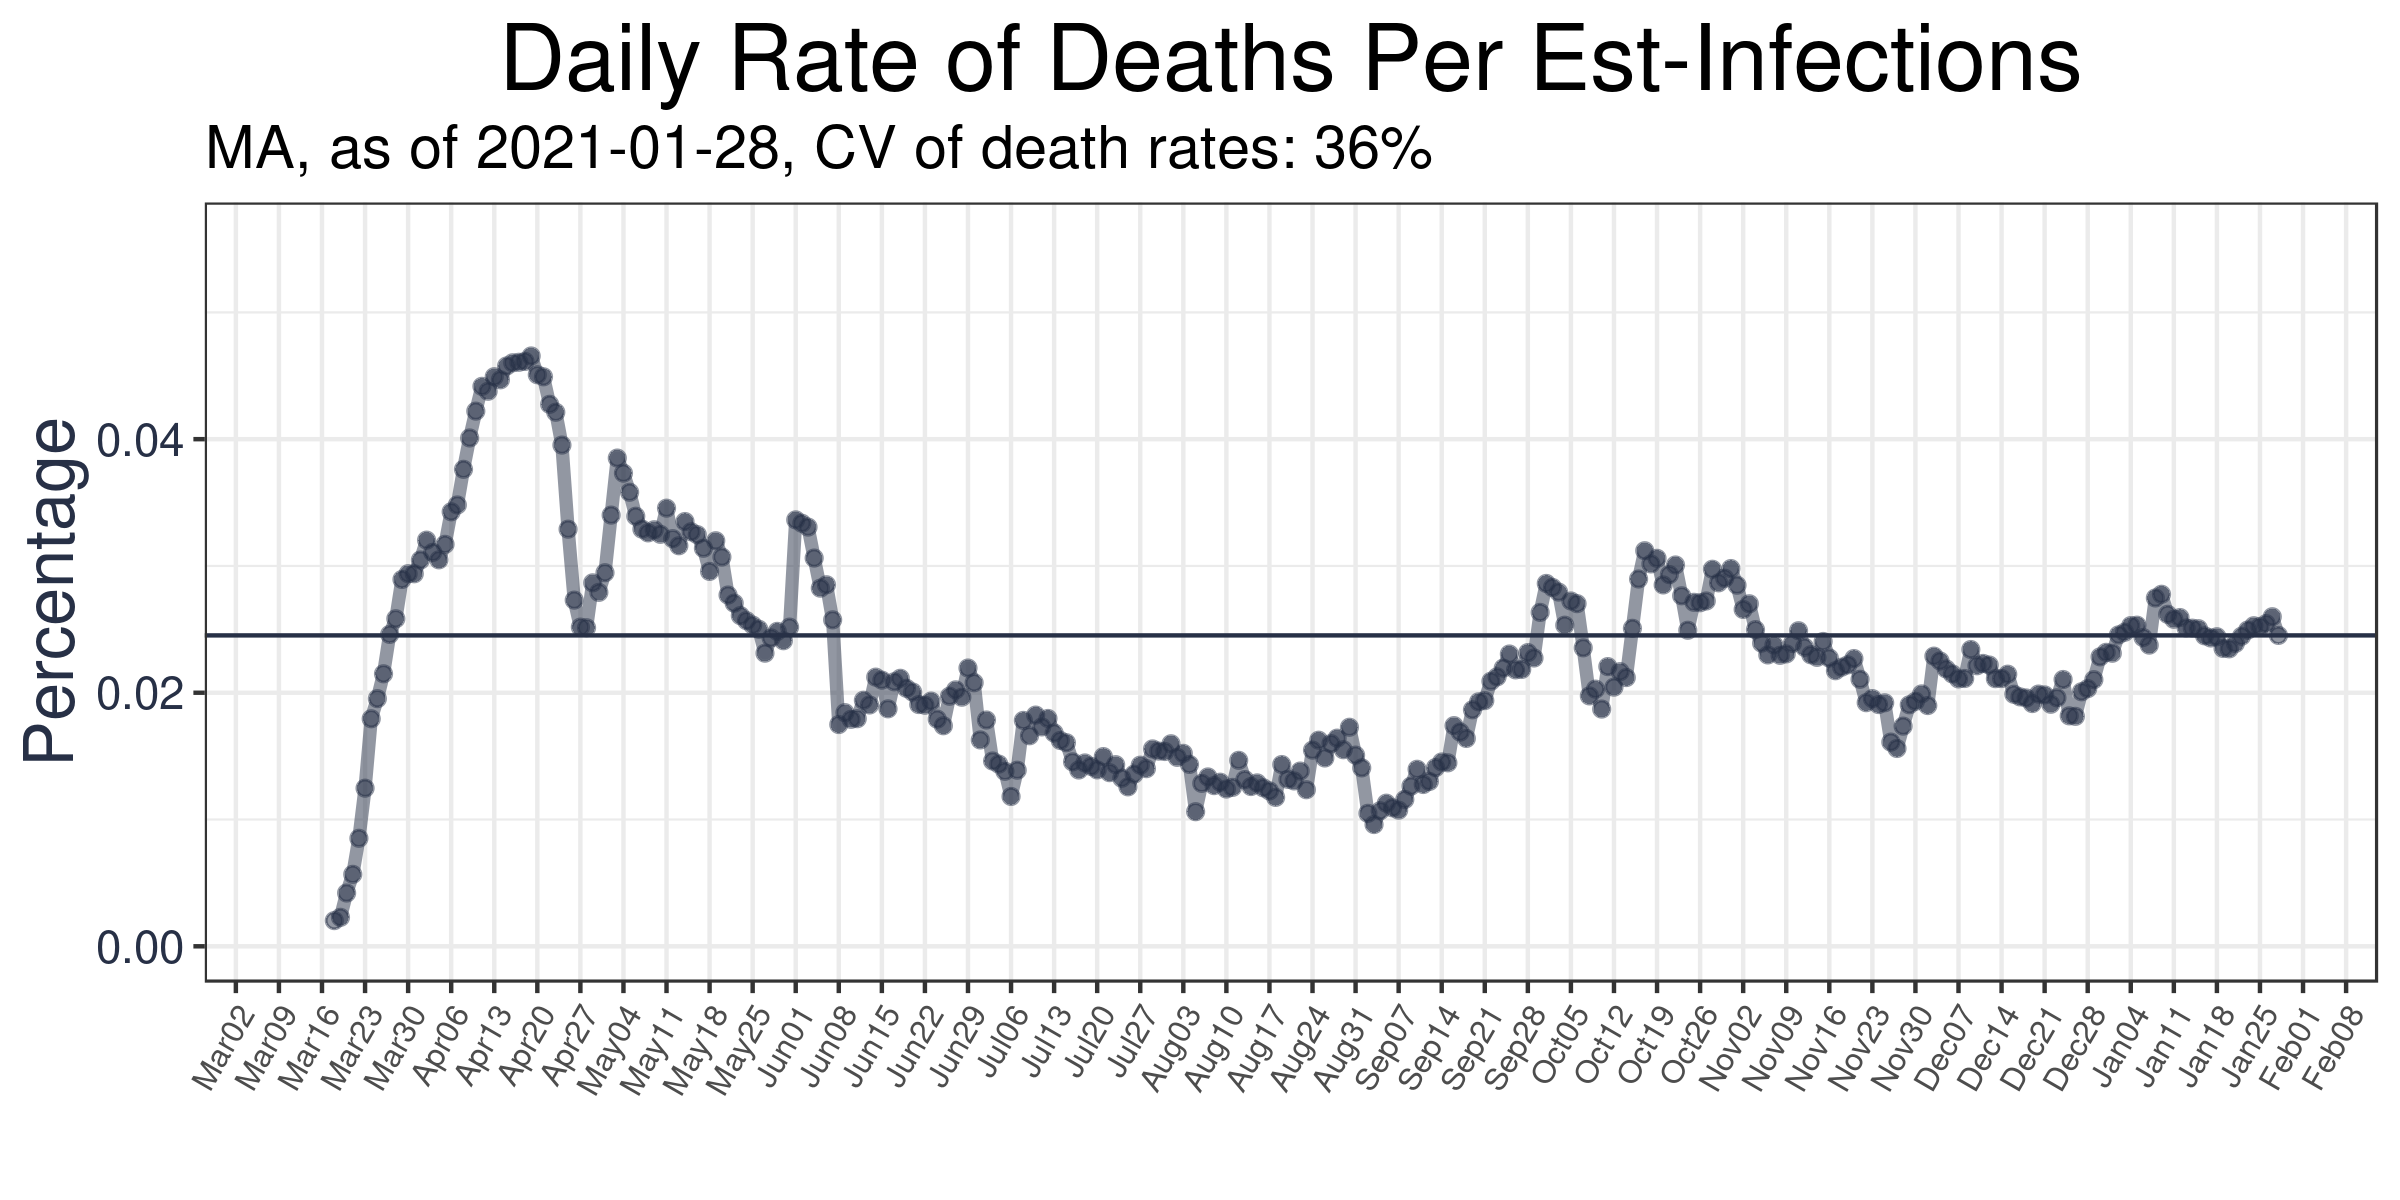 Daily Rate of Deaths Per Est-Infections
MA, as of 2021-01-28, CV of death rates: 36%
Percentage
0.04
0.02
0.00
Mar02
Mar09
Mar16
Mar23
Mar30
Apr06
Apr13
Apr20
Apr27
May04
May11
May18
May25
Jun01
Jun08
Jun15
Jun22
Jun29
Jul06
Jul13
Jul20
Jul27
Aug03
Aug10
Aug17
Aug24
Aug31
Sep07
Sep14
Sep21
Sep28
Oct05
Oct12
Oct19
Oct26
Nov02
Nov09
Nov16
Nov23
Nov30
Dec07
Dec14
Dec21
Dec28
Jan04
Jan11
Jan18
Jan25
Feb01
Feb08